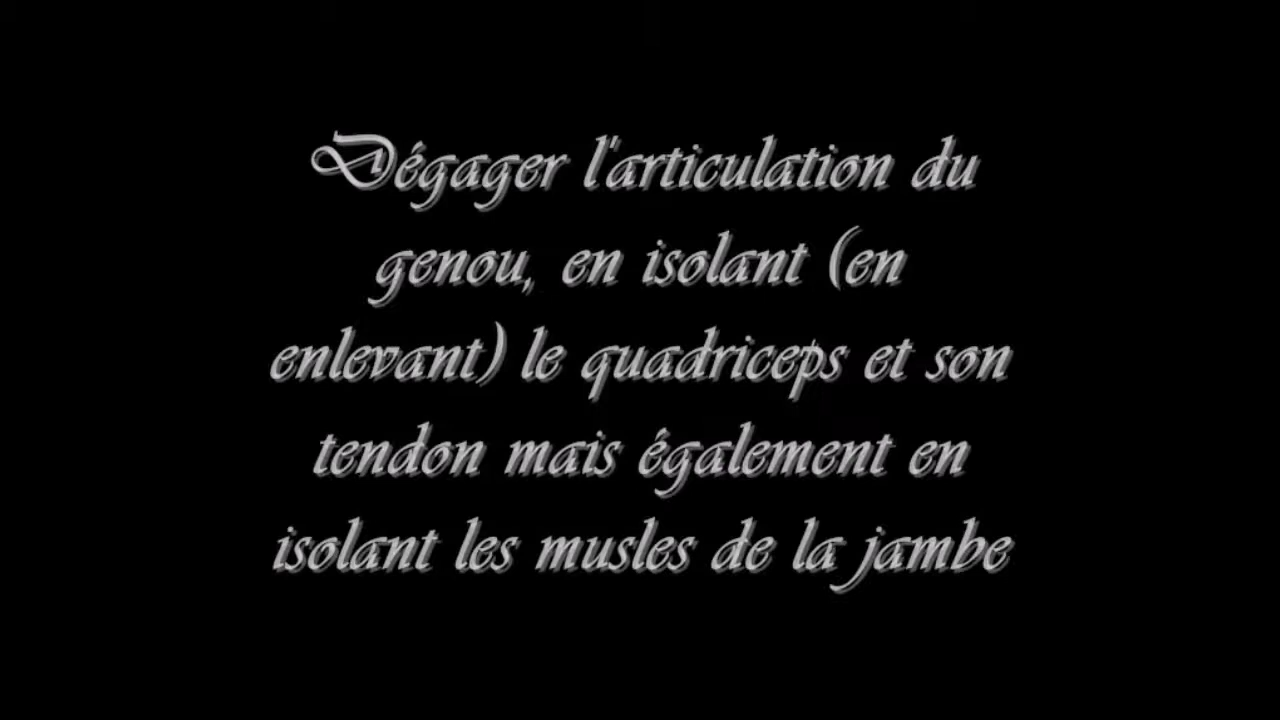 Dégager l'articulation du
genou, en isolant (en
enlevant) le quadriceps et son
tendon mais également en
isolant les musles de la jambe